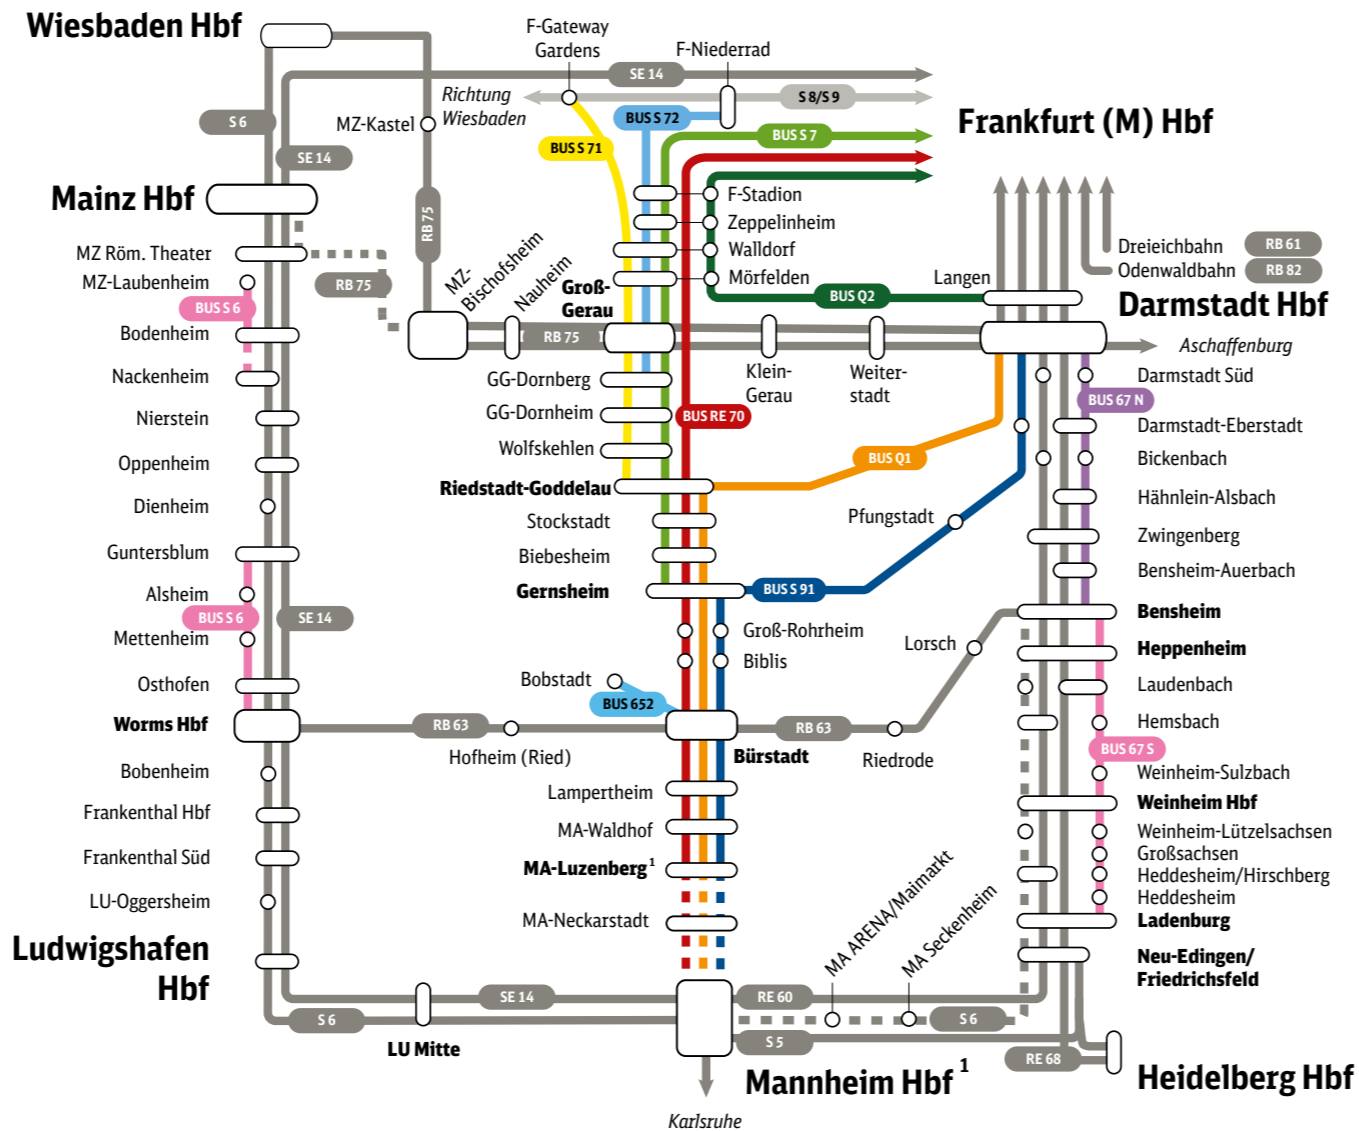 Wiesbaden Hbf
F-Gateway
Gardens
F-Niederrad
SE 14
Richtung
Wiesbaden
S 8/S 9
S 6
MZ-Kastel
BUS S 72
BUS S 7
Frankfurt (M) Hbf
BUS S 71
SE 14
Mainz Hbf
F-Stadion
RB 75
Zeppelinheim
MZ Röm. Theater
Walldorf
Dreieichbahn
RB 61
MZ-Laubenheim
RB 75
MZ-
Bischofsheim
Nauheim
Mörfelden
Langen
Odenwaldbahn
RB 82
BUS S 6
Groß-
Gerau
BUS Q2
Darmstadt Hbf
Bodenheim
RB 75
Aschaffenburg
Nackenheim
GG-Dornberg
Klein-
Gerau
Weiter-
stadt
Darmstadt Süd
BUS 67 N
Nierstein
GG-Dornheim
BUS RE 70
Darmstadt-Eberstadt
Wolfskehlen
BUS Q1
Bickenbach
Oppenheim
Riedstadt-Goddelau
Hähnlein-Alsbach
Dienheim
Stockstadt
Pfungstadt
Zwingenberg
Guntersblum
Biebesheim
Bensheim-Auerbach
Alsheim
Gernsheim
BUS S 91
BUS S 6
SE 14
Bensheim
Mettenheim
Groß-Rohrheim
Lorsch
Heppenheim
Biblis
Osthofen
Bobstadt
Laudenbach
BUS 652
Worms Hbf
RB 63
RB 63
Hemsbach
Hofheim (Ried)
Bürstadt
Riedrode
BUS 67 S
Bobenheim
Weinheim-Sulzbach
Lampertheim
Weinheim Hbf
Frankenthal Hbf
MA-Waldhof
Weinheim-Lützelsachsen
Frankenthal Süd
MA-Luzenberg 1
Großsachsen
Heddesheim/Hirschberg
LU-Oggersheim
Heddesheim
MA-Neckarstadt
MA ARENA/Maimarkt
MA Seckenheim
Ladenburg
Ludwigshafen
Hbf
Neu-Edingen/
Friedrichsfeld
SE 14
RE 60
S 6
S 6
LU Mitte
S 5
RE 68
Mannheim Hbf 1
Heidelberg Hbf
Karlsruhe